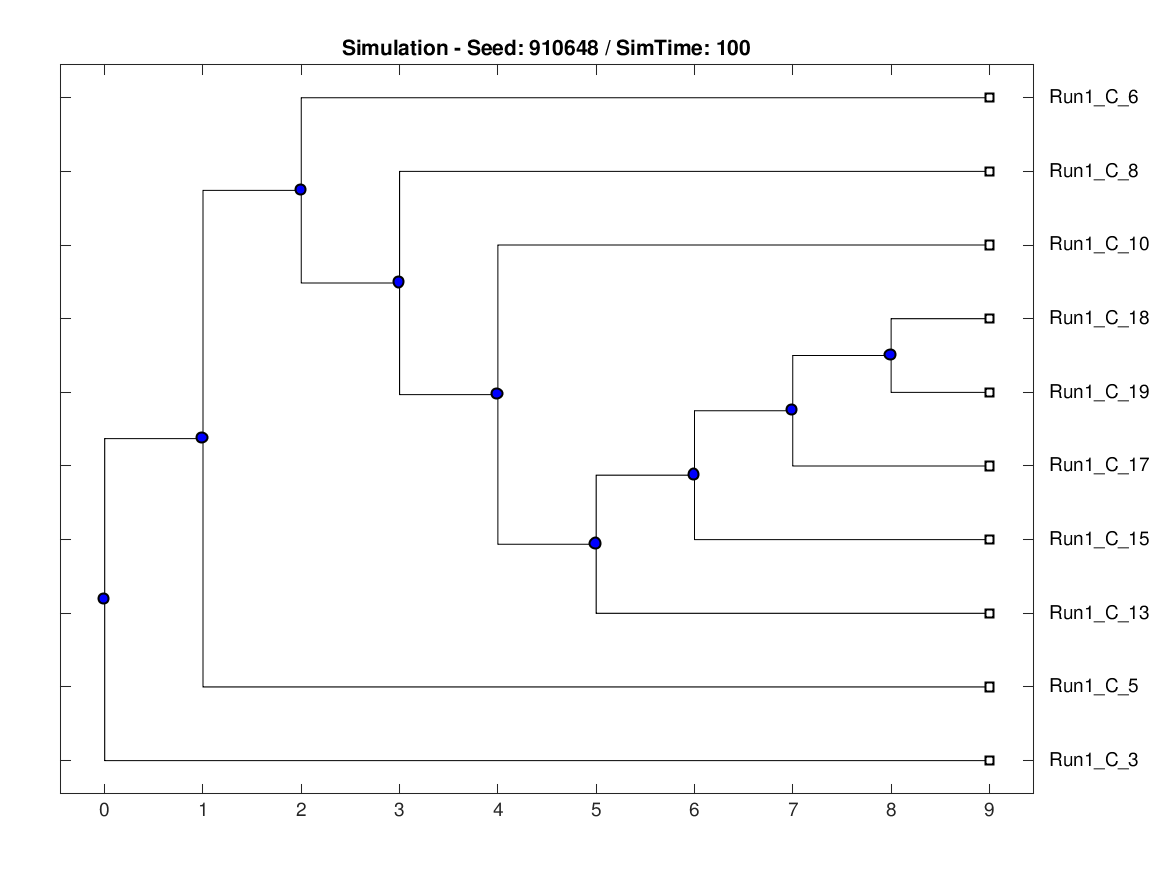 Simulation - Seed: 910648 / SimTime: 100
Run1_C_6
Run1_C_8
Run1_C_10
Run1_C_18
Run1_C_19
Run1_C_17
Run1_C_15
Run1_C_13
Run1_C_5
Run1_C_3
0 1 2 3 4 5 6 7 8 9